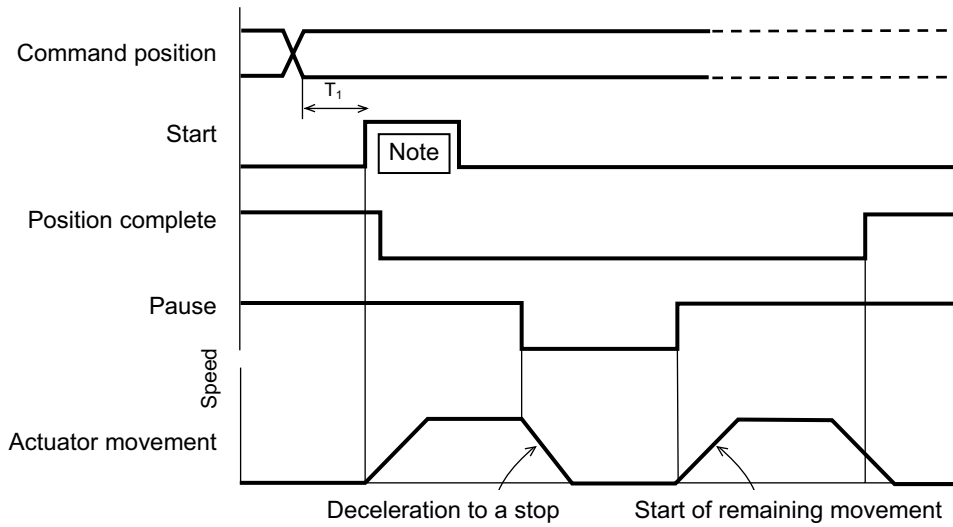 Command position
T₁
Start
Note
Position complete
Pause
Speed
Actuator movement
Deceleration to a stop
Start of remaining movement